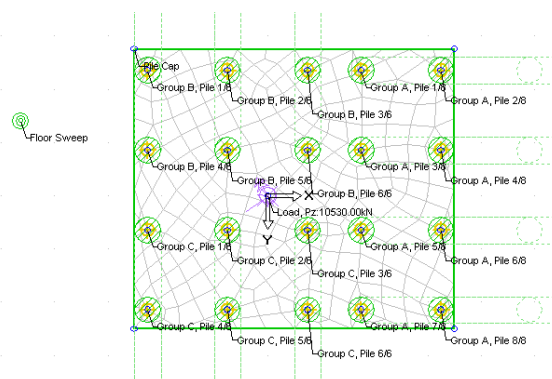 Pile Cap
Group B, Pile 1/6
Group B, Pile 2/6
Group B, Pile 3/6
Group A, Pile 1/8
Group A, Pile 2/8
Floor Sweep
Group B, Pile 4/6
Group B, Pile 5/6
Group B, Pile 6/6
Group A, Pile 3/8
Group A, Pile 4/8
X
Load, Pz:10530.00kN
Y
Group C, Pile 1/6
Group C, Pile 2/6
Group C, Pile 3/6
Group A, Pile 5/8
Group A, Pile 6/8
Group C, Pile 4/6
Group C, Pile 5/6
Group C, Pile 6/6
Group A, Pile 7/8
Group A, Pile 8/8